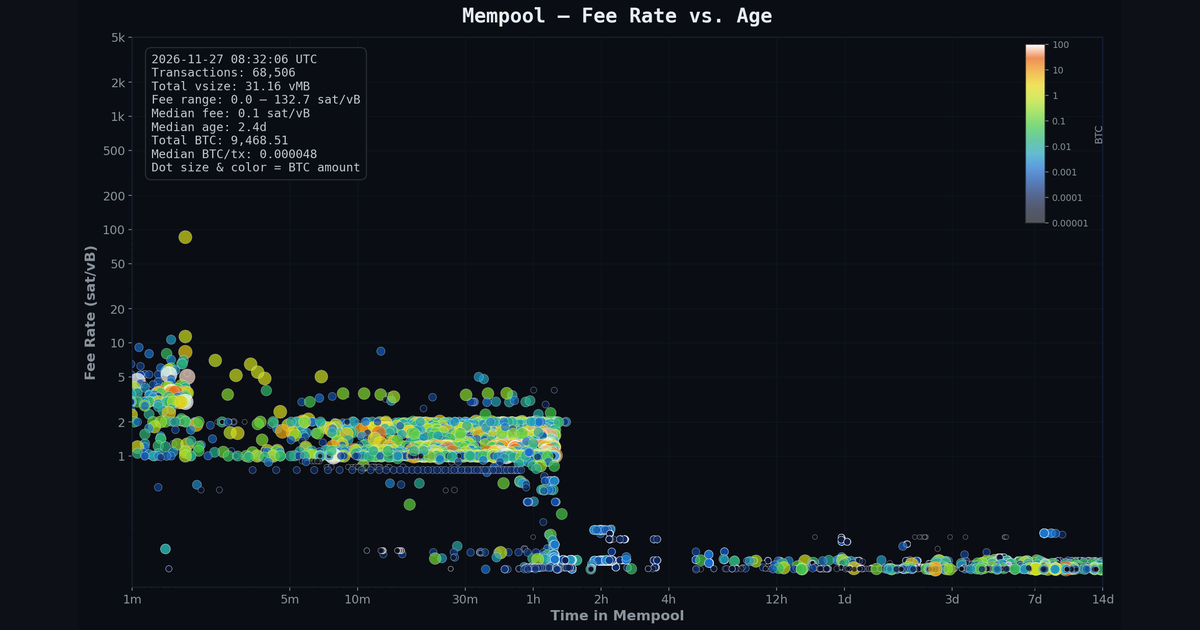 Mempool — Fee Rate vs. Age
5k
2k
1k
500
200
100
50
20
10
5
2
1
Fee Rate (sat/vB)
2026-11-27 08:32:06 UTC
Transactions: 68,506
Total vsize: 31.16 vMB
Fee range: 0.0 — 132.7 sat/vB
Median fee: 0.1 sat/vB
Median age: 2.4d
Total BTC: 9,468.51
Median BTC/tx: 0.000048
Dot size & color = BTC amount
100
10
1
0.1
0.01
0.001
0.0001
0.00001
BTC
1m 5m 10m 30m 1h 2h 4h 12h 1d 3d 7d 14d
Time in Mempool